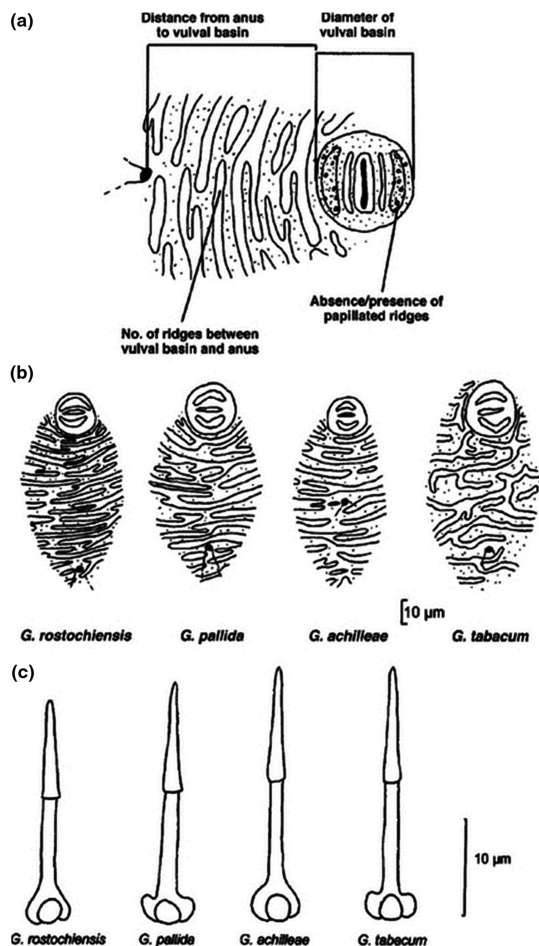 (a)
Distance from anus
to vulval basin
Diameter of
vulval basin
Absence/presence of
papillated ridges
No. of ridges between
vulval basin and anus
(b)
10 µm
G. rostochiensis
G. pallida
G. achilleae
G. tabacum
(c)
10 µm
G. rostochiensis
G. pallida
G. achilleae
G. tabacum